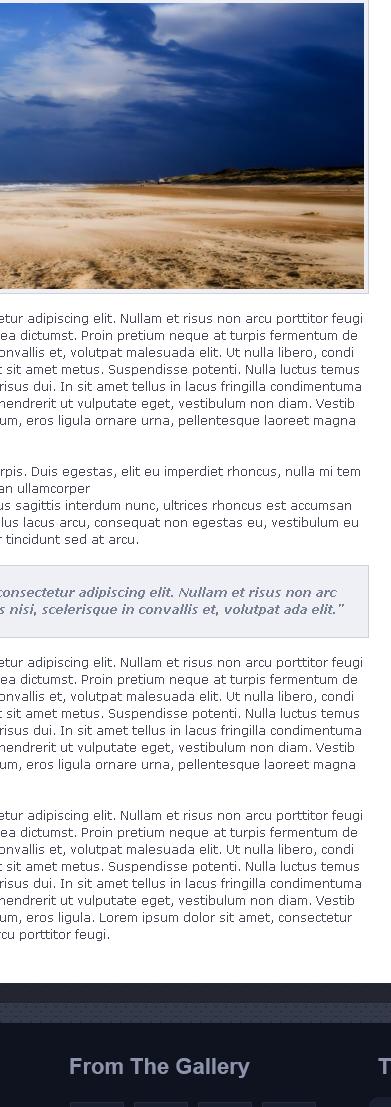 etur adipiscing elit. Nullam et risus non arcu porttitor feugi
ea dictumst. Proin pretium neque at turpis fermentum de
onvallis et, volutpat malesuada elit. Ut nulla libero, condi
t sit amet metus. Suspendisse potenti. Nulla luctus temus
risus dui. In sit amet tellus in lacus fringilla condimentuma
hendrerit ut vulputate eget, vestibulum non diam. Vestib
um, eros ligula ornare urna, pellentesque laoreet magna
rpis. Duis egestas, elit eu imperdiet rhoncus, nulla mi tem
an ullamcorper
us sagittis interdum nunc, ultrices rhoncus est accumsan
llus lacus arcu, consequat non egestas eu, vestibulum eu
r tincidunt sed at arcu.
consectetur adipiscing elit. Nullam et risus non arc
s nisi, scelerisque in convallis et, volutpat ada elit."
etur adipiscing elit. Nullam et risus non arcu porttitor feugi
ea dictumst. Proin pretium neque at turpis fermentum de
onvallis et, volutpat malesuada elit. Ut nulla libero, condi
t sit amet metus. Suspendisse potenti. Nulla luctus temus
risus dui. In sit amet tellus in lacus fringilla condimentuma
hendrerit ut vulputate eget, vestibulum non diam. Vestib
um, eros ligula ornare urna, pellentesque laoreet magna
etur adipiscing elit. Nullam et risus non arcu porttitor feugi
ea dictumst. Proin pretium neque at turpis fermentum de
onvallis et, volutpat malesuada elit. Ut nulla libero, condi
t sit amet metus. Suspendisse potenti. Nulla luctus temus
risus dui. In sit amet tellus in lacus fringilla condimentuma
hendrerit ut vulputate eget, vestibulum non diam. Vestib
um, eros ligula. Lorem ipsum dolor sit amet, consectetur
rcu porttitor feugi.
From The Gallery
T